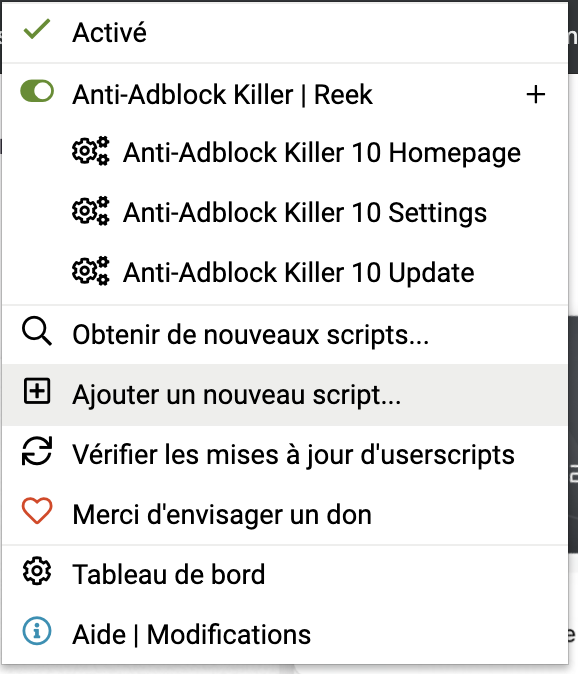 Activé
Anti-Adblock Killer | Reek
Anti-Adblock Killer 10 Homepage
Anti-Adblock Killer 10 Settings
Anti-Adblock Killer 10 Update
Obtenir de nouveaux scripts...
Ajouter un nouveau script...
Vérifier les mises à jour d'userscripts
Merci d'envisager un don
Tableau de bord
Aide | Modifications